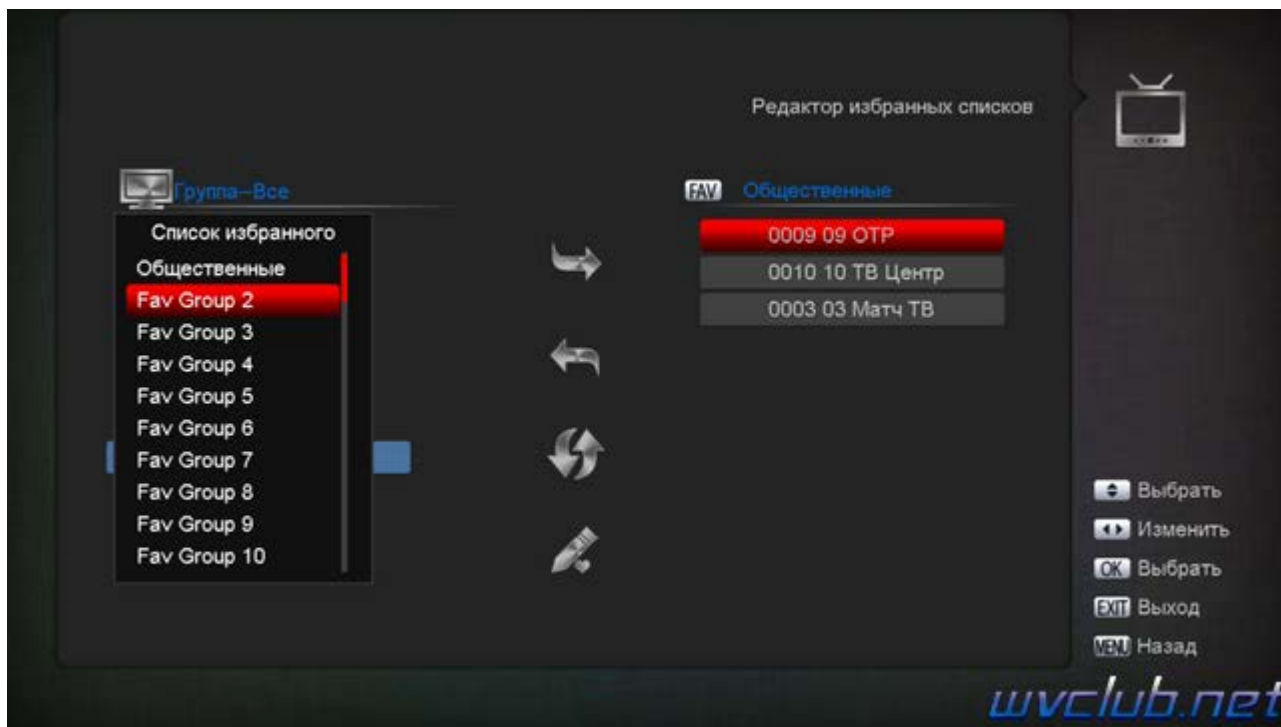 Редактор избранных списков
Группа--Все
Список избранного
Общественные
Fav Group 2
Fav Group 3
Fav Group 4
Fav Group 5
Fav Group 6
Fav Group 7
Fav Group 8
Fav Group 9
Fav Group 10
FAV Общественные
0009 09 ОТР
0010 10 ТВ Центр
0003 03 Матч ТВ
Выбрать
Изменить
OK Выбрать
EXIT Выход
MENU Назад
wvclub.net